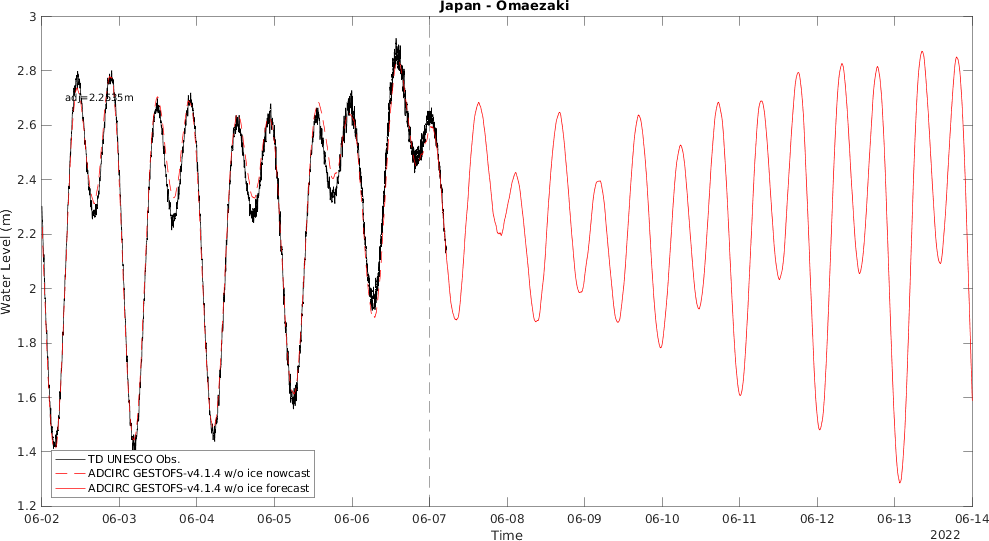 Japan - Omaezaki
3
2.8
2.6
2.4
2.2
2
1.8
1.6
1.4
1.2
Water Level (m)
adj=2.2535m
TD UNESCO Obs.
ADCIRC GESTOFS-v4.1.4 w/o ice nowcast
ADCIRC GESTOFS-v4.1.4 w/o ice forecast
06-02 06-03 06-04 06-05 06-06 06-07 06-08 06-09 06-10 06-11 06-12 06-13 06-14
Time
2022